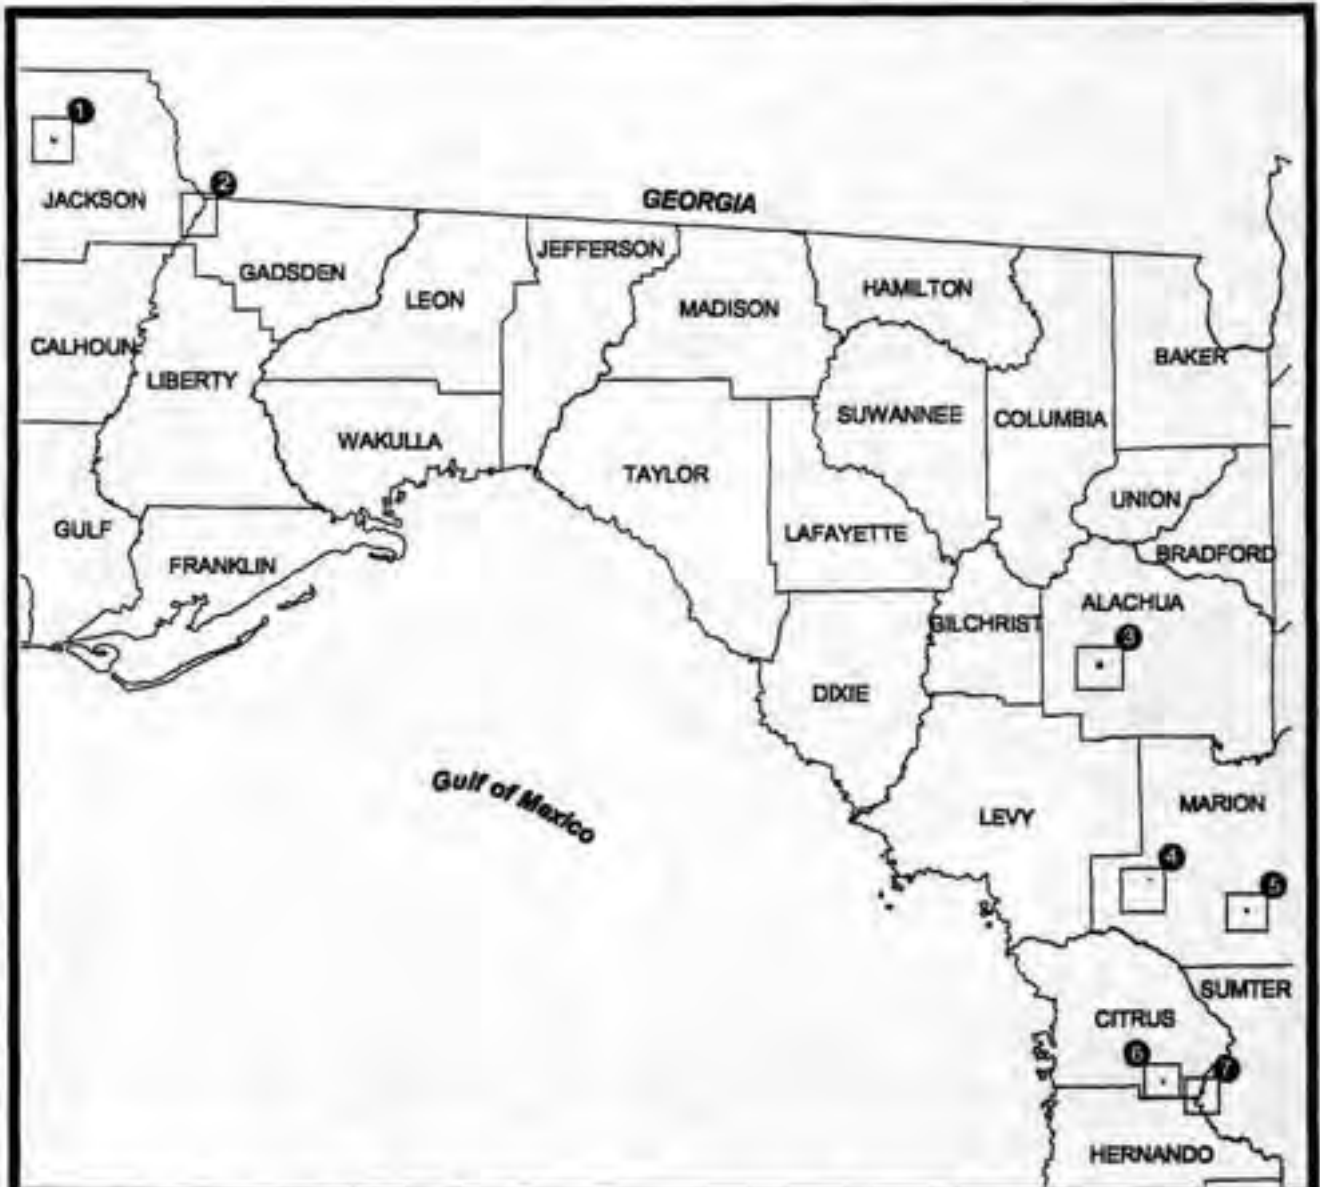 1
JACKSON
2
GEORGIA
JEFFERSON
GADSDEN
LEON
MADISON
HAMILTON
CALHOUN
LIBERTY
BAKER
WAKULLA
SUWANNEE
COLUMBIA
TAYLOR
UNION
GULF
LAFAYETTE
FRANKLIN
BRADFORD
ALACHUA
GILCHRIST
3
DIXIE
Gulf of Mexico
LEVY
MARION
4
5
SUMTER
CITRUS
6
7
HERNANDO